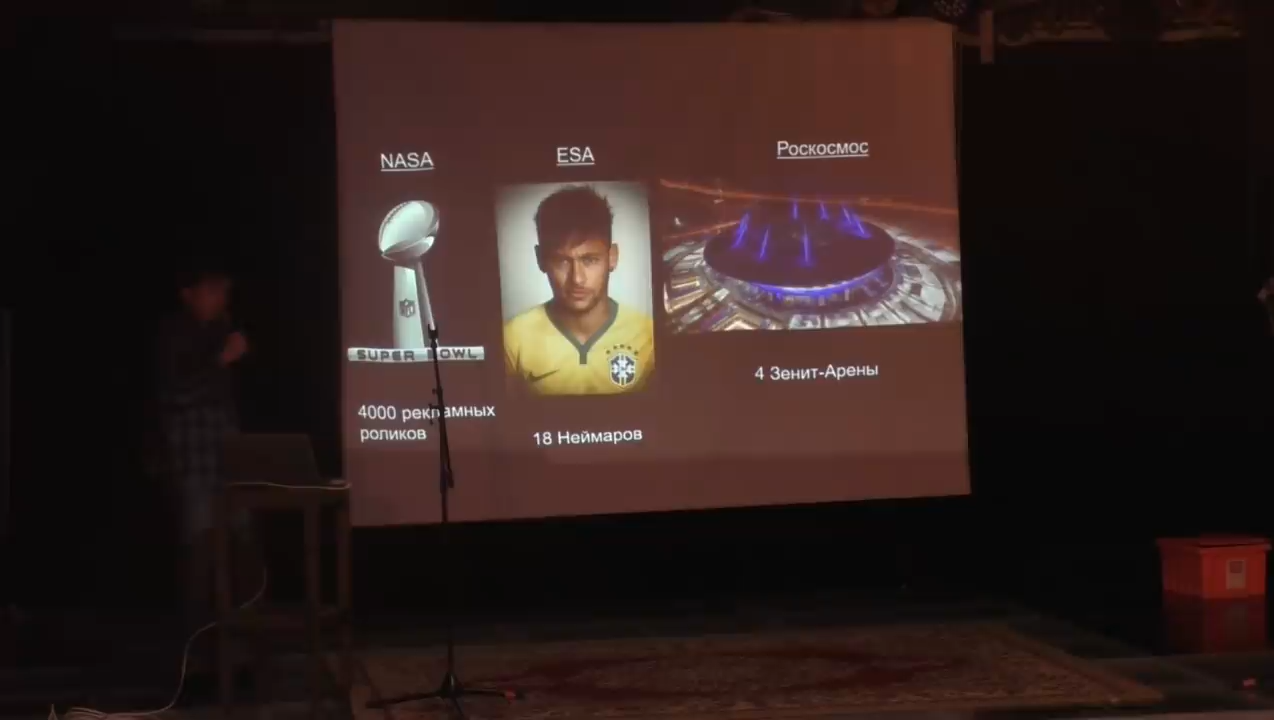 NASA
ESA
Роскосмос
SUPER BOWL
4000 рекламных
роликов
18 Неймаров
4 Зенит-Арены